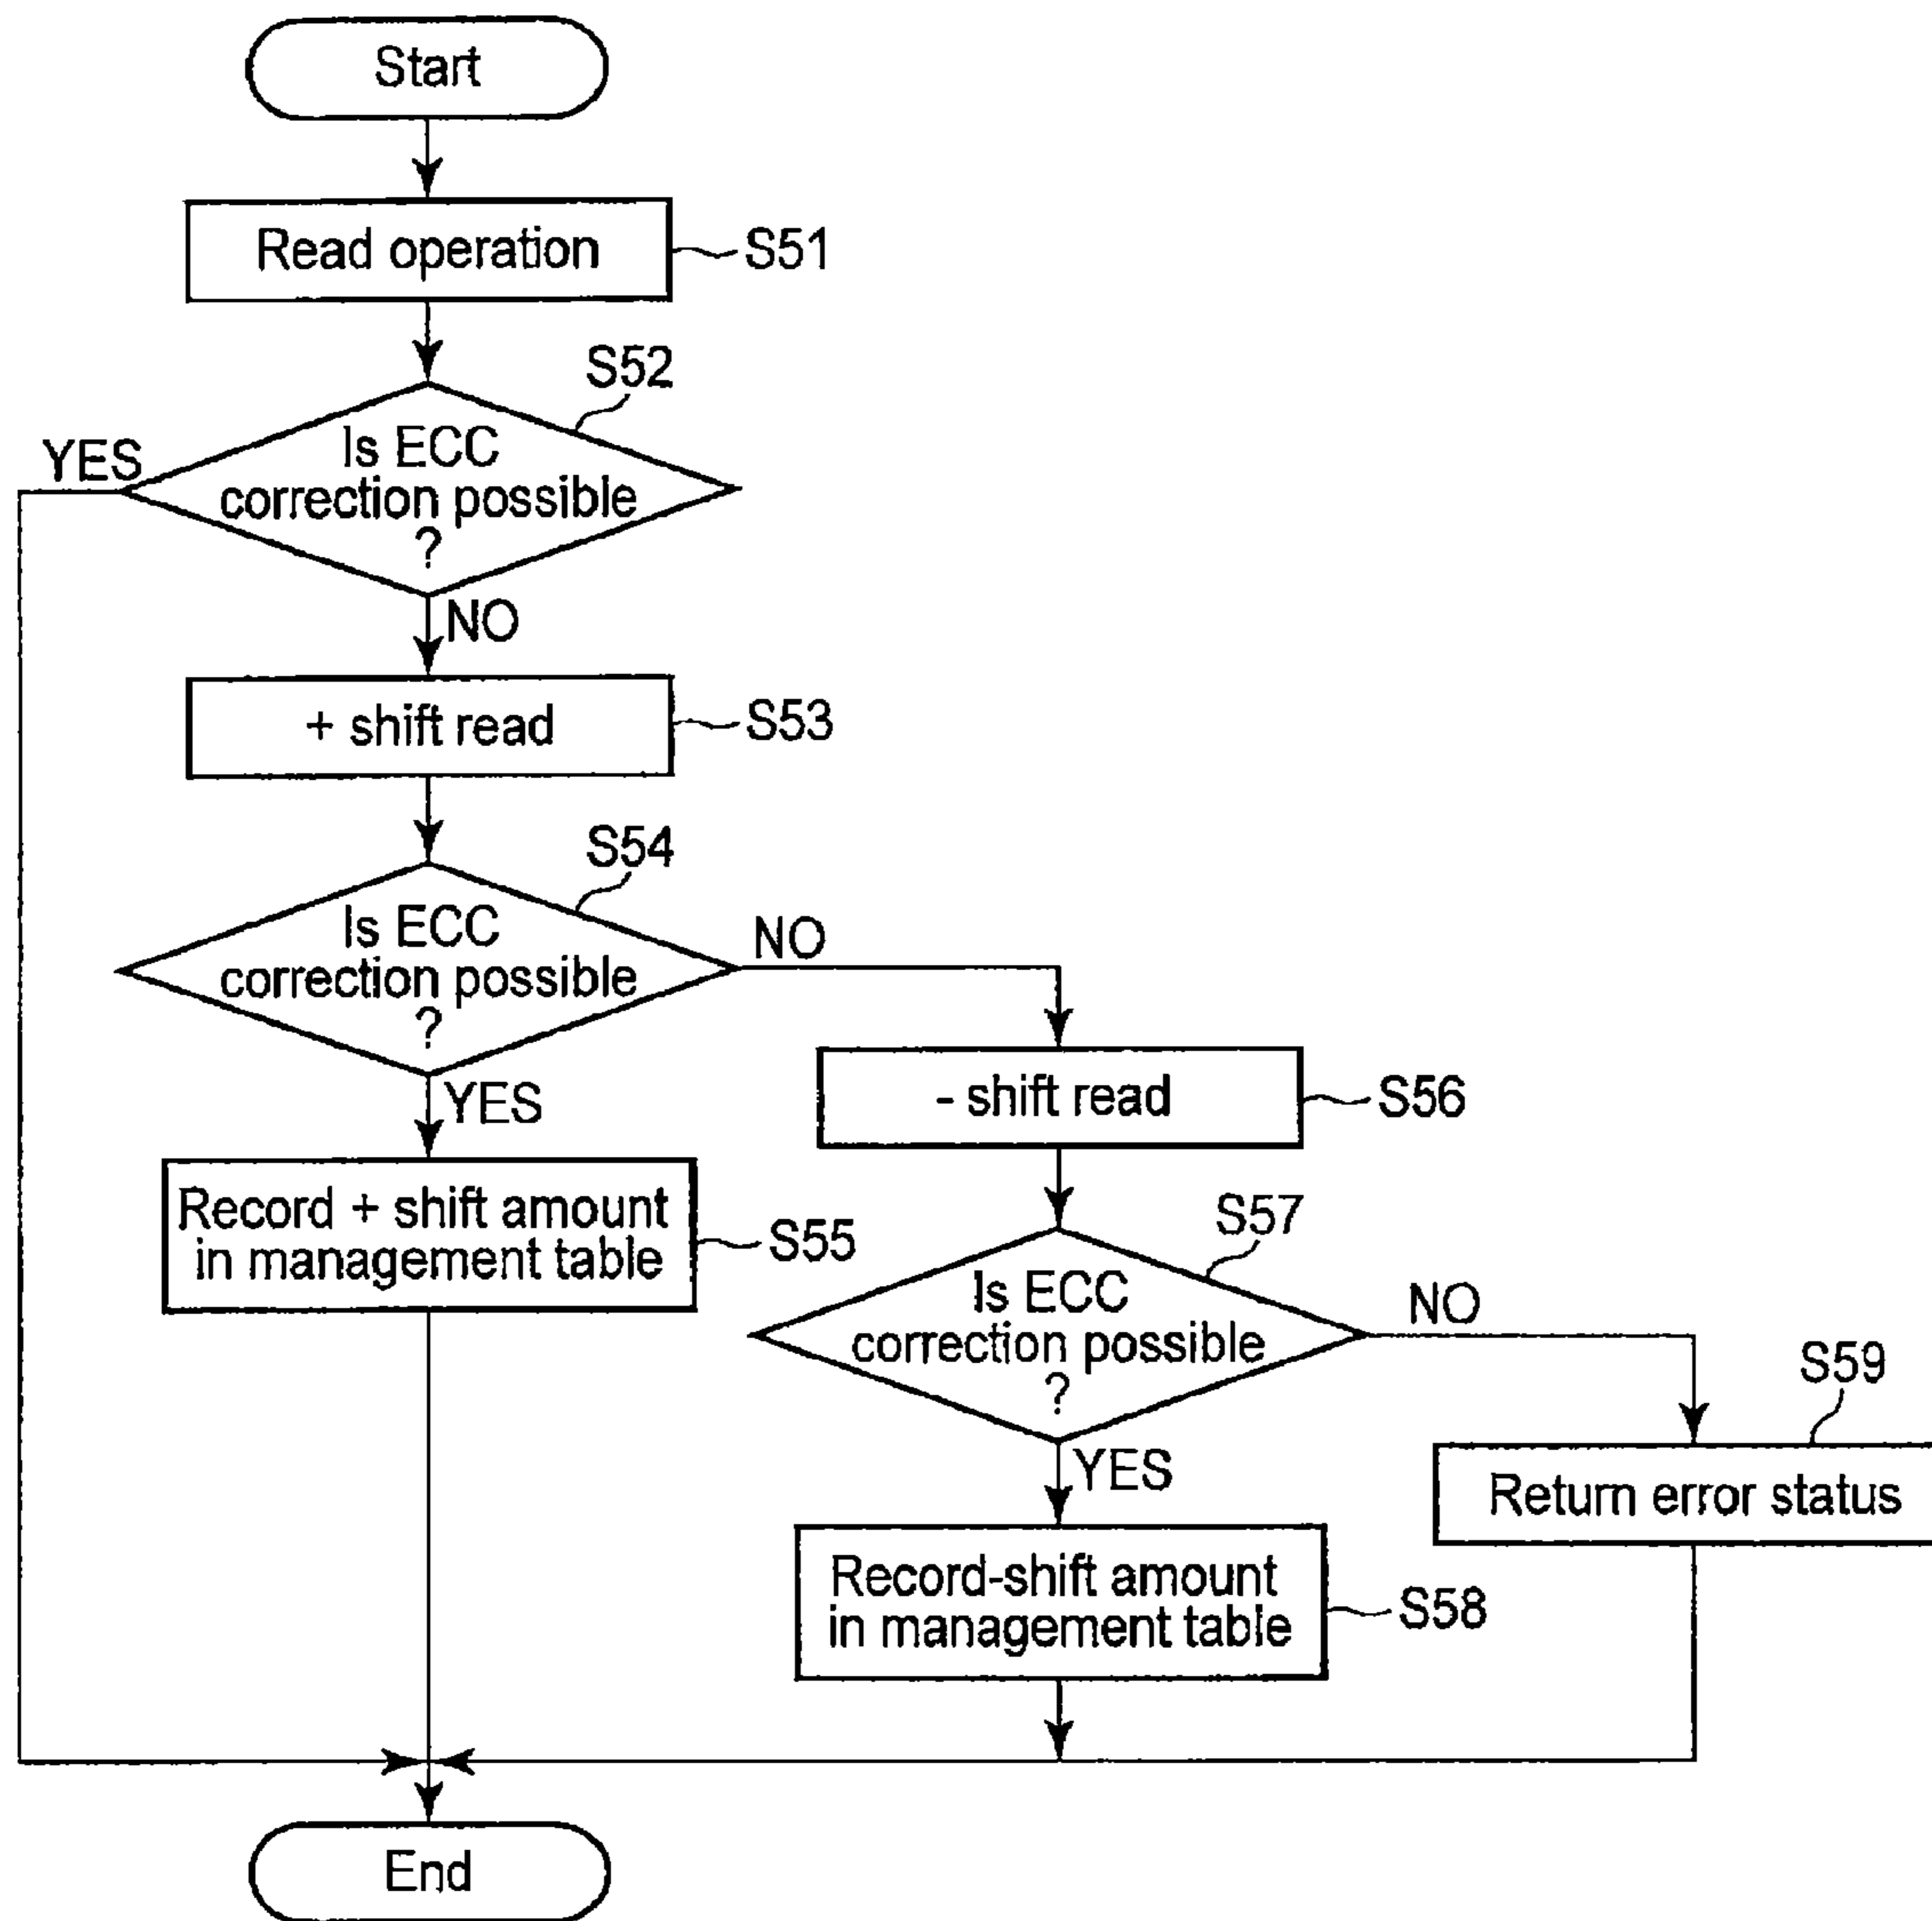 Start
Read operation
S51
S52
Is ECC
correction possible
?
YES
NO
+ shift read
S53
S54
Is ECC
correction possible
?
NO
YES
- shift read
S56
Record + shift amount
in management table
S55
S57
Is ECC
correction possible
?
NO
YES
S59
Return error status
Record-shift amount
in management table
S58
End